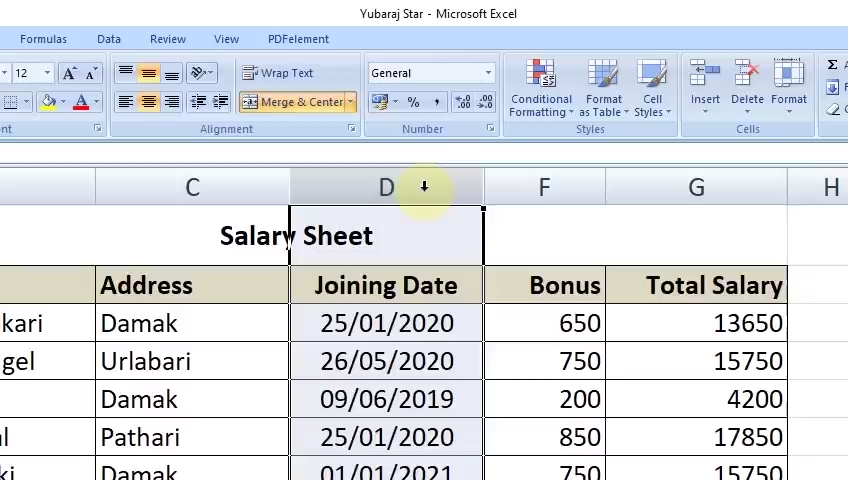 Yubaraj Star - Microsoft Excel
Formulas Data Review View PDFelement
12 A A Wrap Text General
A Merge & Center % , Conditional Formatting Format as Table Cell Styles Insert Delete Format
Alignment Number Styles Cells
C D F G H
Salary Sheet
Address Joining Date Bonus Total Salary
kari Damak 25/01/2020 650 13650
gel Urlabari 26/05/2020 750 15750
Damak 09/06/2019 200 4200
al Pathari 25/01/2020 850 17850
ki Damak 01/01/2021 750 15750